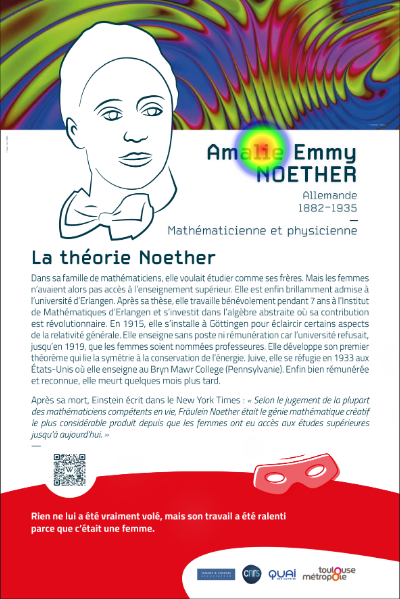 Amalie Emmy
NOETHER
Allemande
1882-1935
Mathématicienne et physicienne
La théorie Noether
Dans sa famille de mathématiciens, elle voulait étudier comme ses frères. Mais les femmes
n'avaient alors pas accès à l'enseignement supérieur. Elle est enfin brillamment admise à
l'université d'Erlangen. Après sa thèse, elle travaille bénévolement pendant 7 ans à l'Institut
de Mathématiques d'Erlangen et s'investit dans l'algèbre abstraite où sa contribution
est révolutionnaire. En 1915, elle s'installe à Göttingen pour éclaircir certains aspects
de la relativité générale. Elle enseigne sans poste ni rémunération car l'université refusait,
jusqu'en 1919, que les femmes soient nommées professeures. Elle développe son premier
théorème qui lie la symétrie à la conservation de l'énergie. Juive, elle se réfugie en 1933 aux
États-Unis où elle enseigne au Bryn Mawr College (Pennsylvanie). Enfin bien rémunérée
et reconnue, elle meurt quelques mois plus tard.
Après sa mort, Einstein écrit dans le New York Times : « Selon le jugement de la plupart
des mathématiciens compétents en vie, Fräulein Noether était le génie mathématique créatif
le plus considérable produit depuis que les femmes ont eu accès aux études supérieures
jusqu'à aujourd'hui. »
Rien ne lui a été vraiment volé, mais son travail a été ralenti
parce que c'était une femme.
cnrs
QUAI
toulouse
métropole